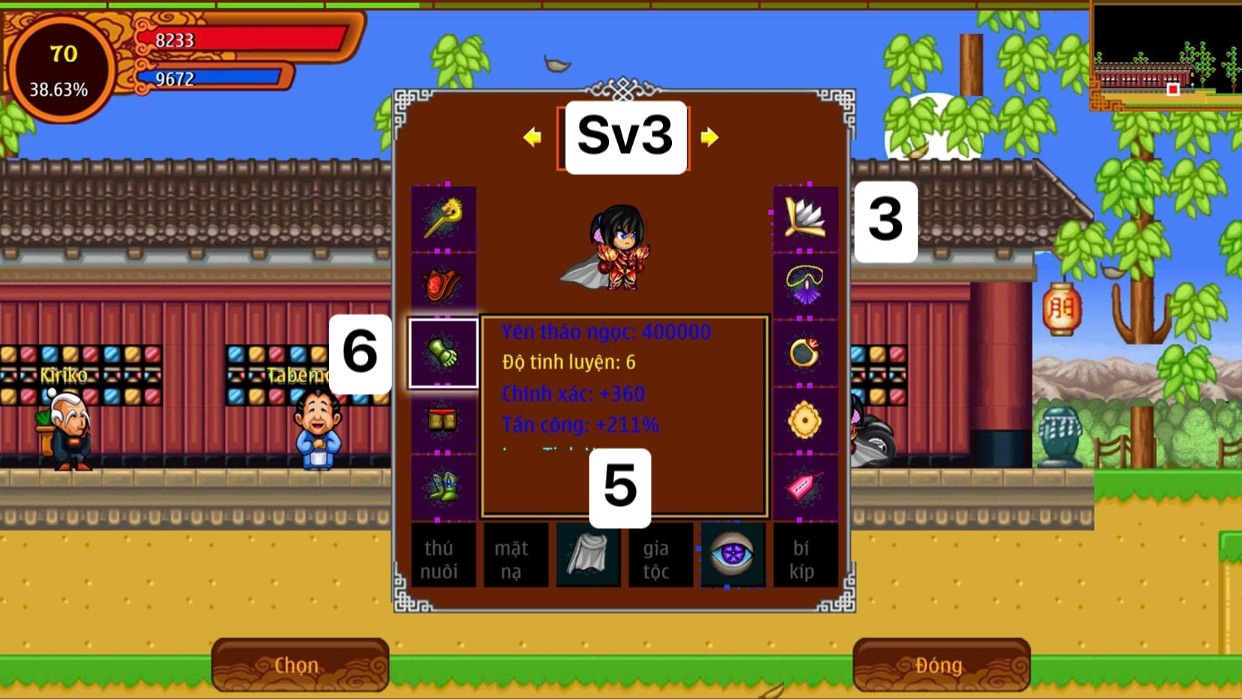 70
38.63%
8233
9672
Sv3
3
6
Yên thảo ngọc: 400000
Độ tinh luyện: 6
Chính xác: +360
Tấn công: +211%
5
Kiriko
thú
nuôi
mặt
nạ
gia
tộc
bí
kíp
Chọn
Đóng